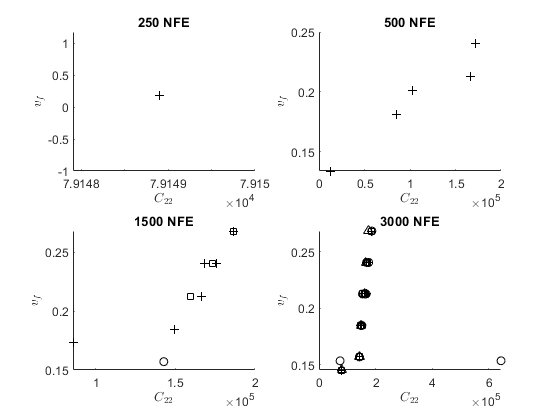 250 NFE
500 NFE
1
0.5
0
-0.5
-1
v_f
7.9148 7.9149 7.915
C_22
×10^4
0.25
0.2
0.15
v_f
0 0.5 1 1.5 2
C_22
×10^5
1500 NFE
3000 NFE
0.25
0.2
0.15
v_f
1 1.5 2
C_22
×10^5
0.25
0.2
0.15
v_f
0 2 4 6
C_22
×10^5